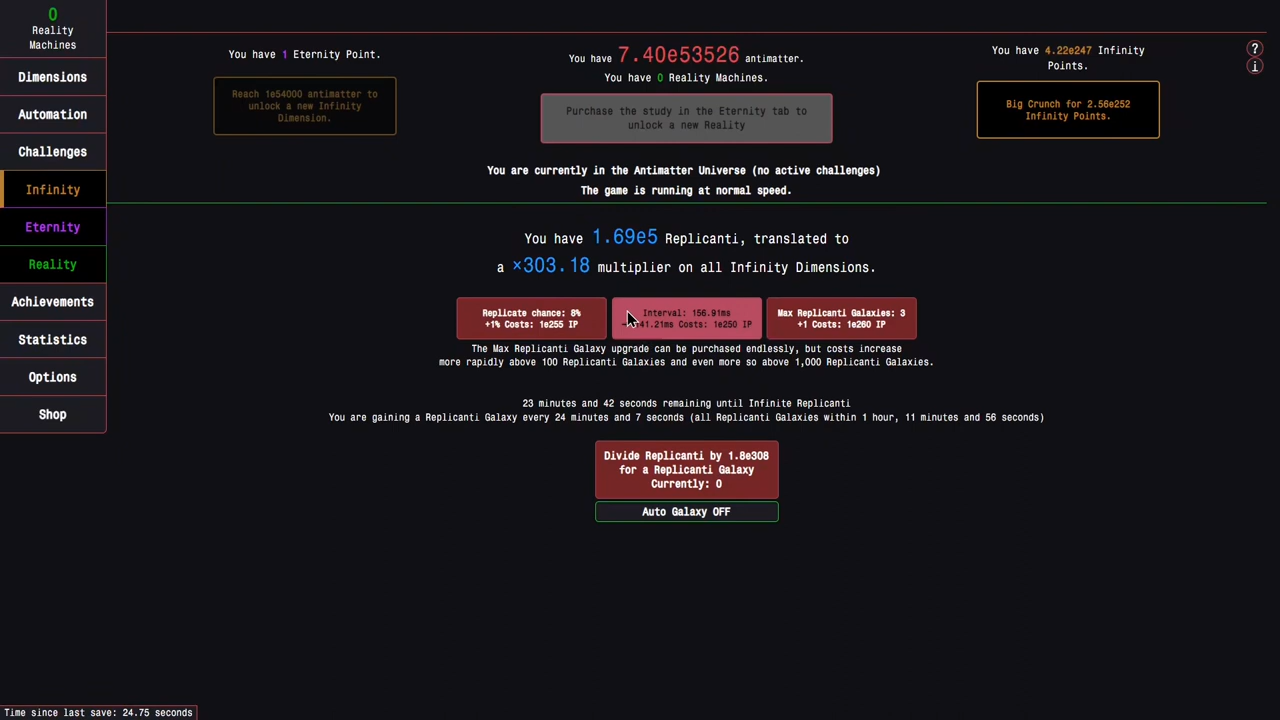 0
Reality
Machines
Dimensions
Automation
Challenges
Infinity
Eternity
Reality
Achievements
Statistics
Options
Shop
You have 1 Eternity Point.
Reach 1e54000 antimatter to
unlock a new Infinity
Dimension.
You have 7.40e53526 antimatter.
You have 0 Reality Machines.
Purchase the study in the Eternity tab to
unlock a new Reality
You have 4.22e247 Infinity
Points.
Big Crunch for 2.56e252
Infinity Points.
?
i
You are currently in the Antimatter Universe (no active challenges)
The game is running at normal speed.
You have 1.69e5 Replicanti, translated to
a ×303.18 multiplier on all Infinity Dimensions.
Replicate chance: 8%
+1% Costs: 1e255 IP
Interval: 156.91ms
41.21ms Costs: 1e250 IP
Max Replicanti Galaxies: 3
+1 Costs: 1e260 IP
The Max Replicanti Galaxy upgrade can be purchased endlessly, but costs increase
more rapidly above 100 Replicanti Galaxies and even more so above 1,000 Replicanti Galaxies.
23 minutes and 42 seconds remaining until Infinite Replicanti
You are gaining a Replicanti Galaxy every 24 minutes and 7 seconds (all Replicanti Galaxies within 1 hour, 11 minutes and 56 seconds)
Divide Replicanti by 1.8e308
for a Replicanti Galaxy
Currently: 0
Auto Galaxy OFF
Time since last save: 24.75 seconds